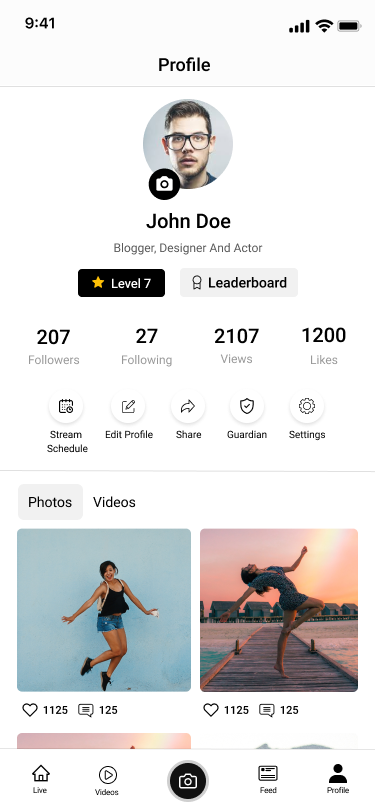 9:41
Profile
John Doe
Blogger, Designer And Actor
Level 7
Leaderboard
207 27 2107 1200
Followers Following Views Likes
Stream Schedule
Edit Profile
Share
Guardian
Settings
Photos Videos
1125 125 1125 125
Live Videos Feed Profile